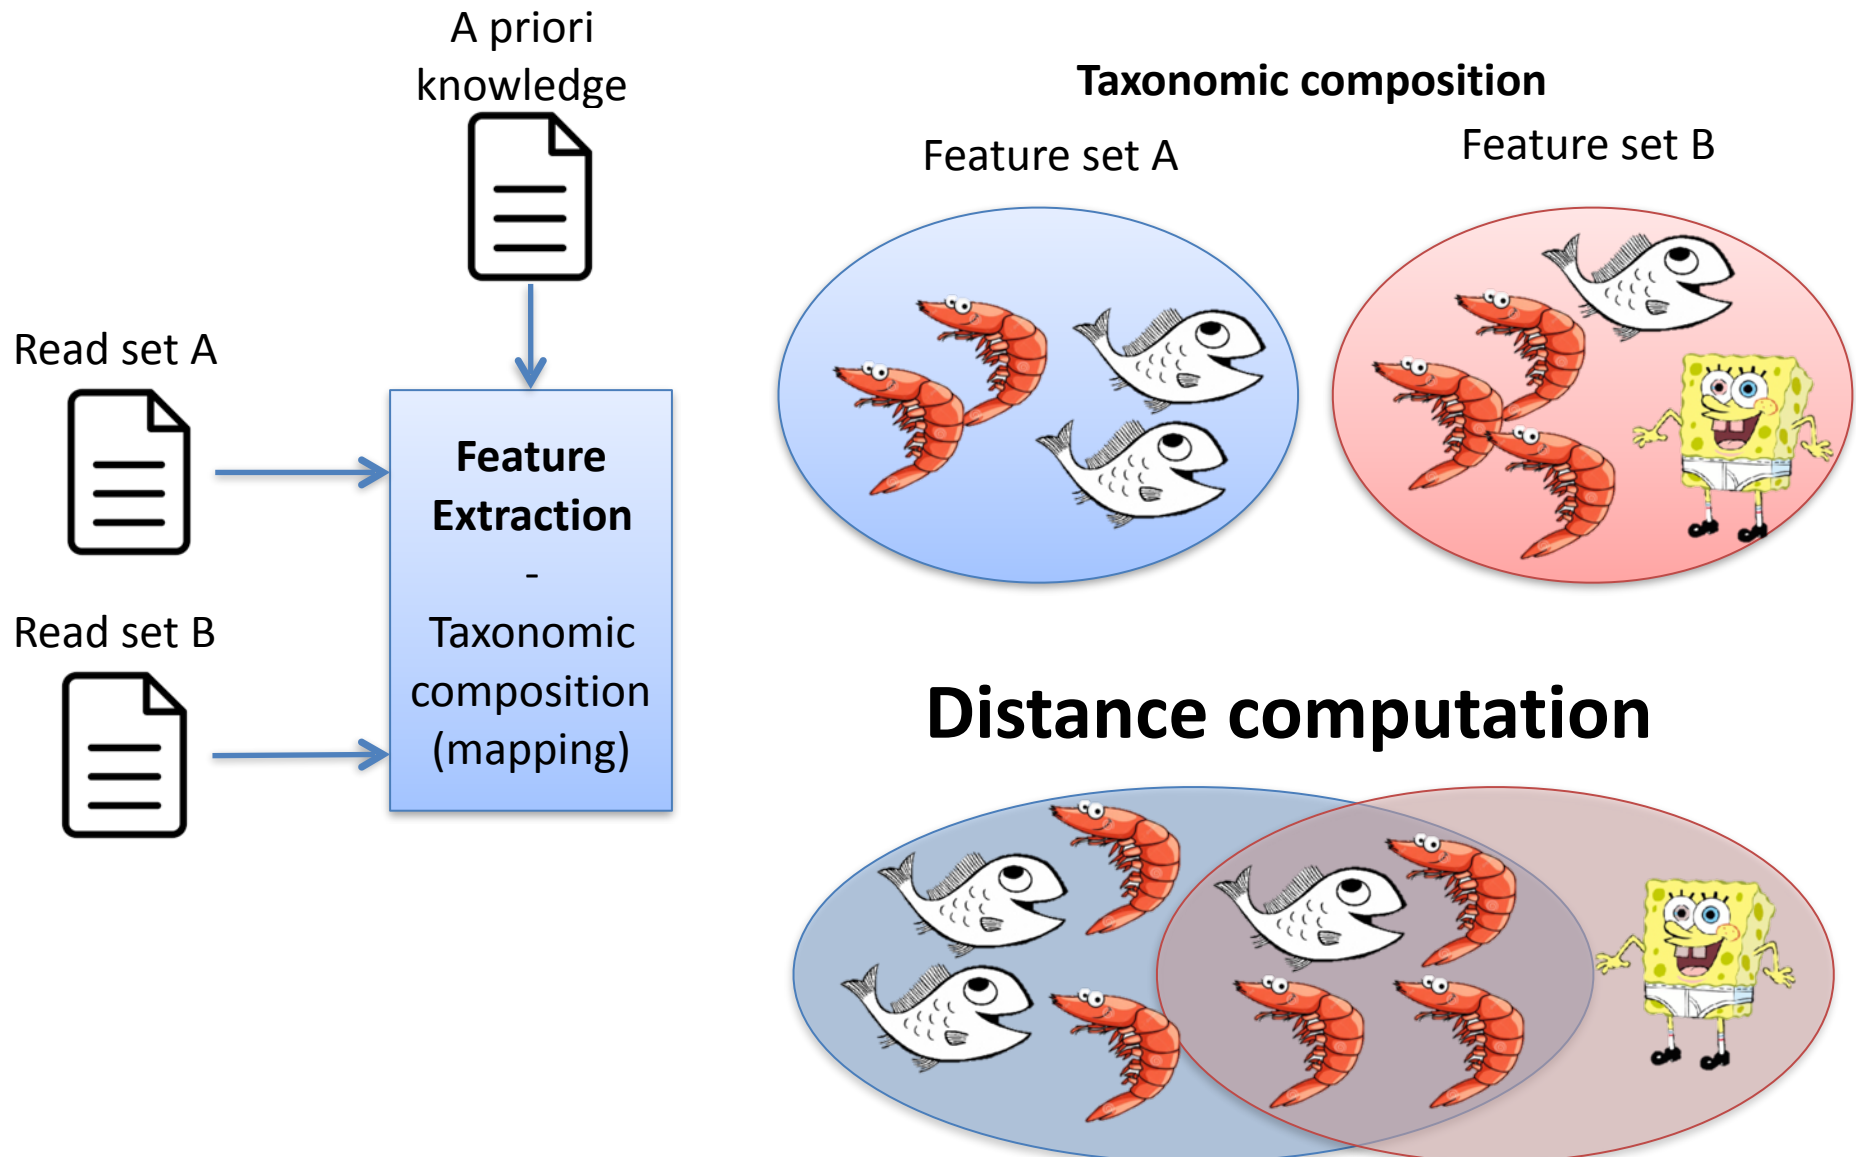 A priori
knowledge
Read set A
Read set B
Feature
Extraction
-
Taxonomic
composition
(mapping)
Taxonomic composition
Feature set A
Feature set B
Distance computation